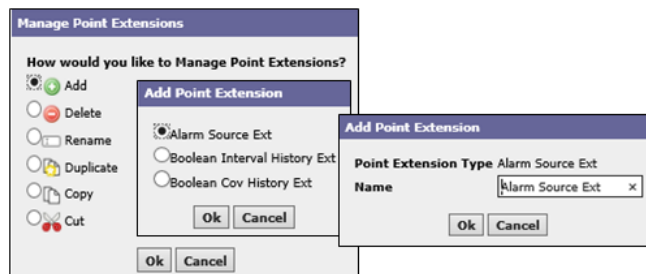 Manage Point Extensions
How would you like to Manage Point Extensions?
Add
Delete
Rename
Duplicate
Copy
Cut
Ok Cancel
Add Point Extension
Alarm Source Ext
Boolean Interval History Ext
Boolean Cov History Ext
Ok Cancel
Add Point Extension
Point Extension Type Alarm Source Ext
Name Alarm Source Ext ×
Ok Cancel